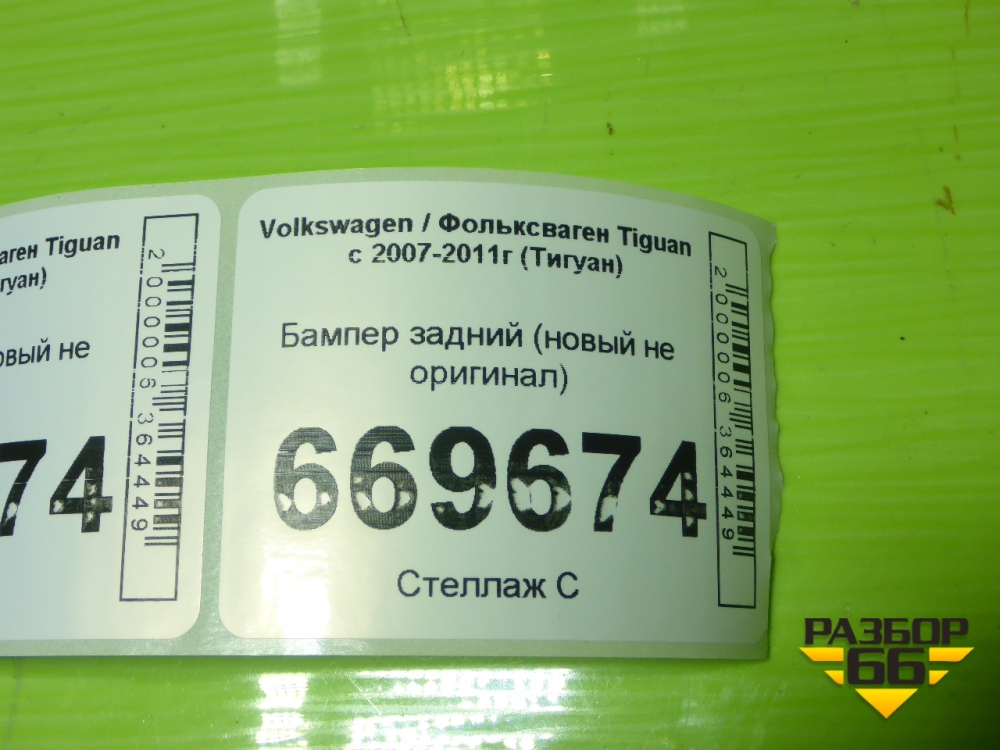 аген Tiguan
гуан)
овый не
74
2000006364449
Volkswagen / Фольксваген Tiguan
с 2007-2011г (Тигуан)
Бампер задний (новый не
оригинал)
669674
Стеллаж С
2000006364449
РАЗБОР
66